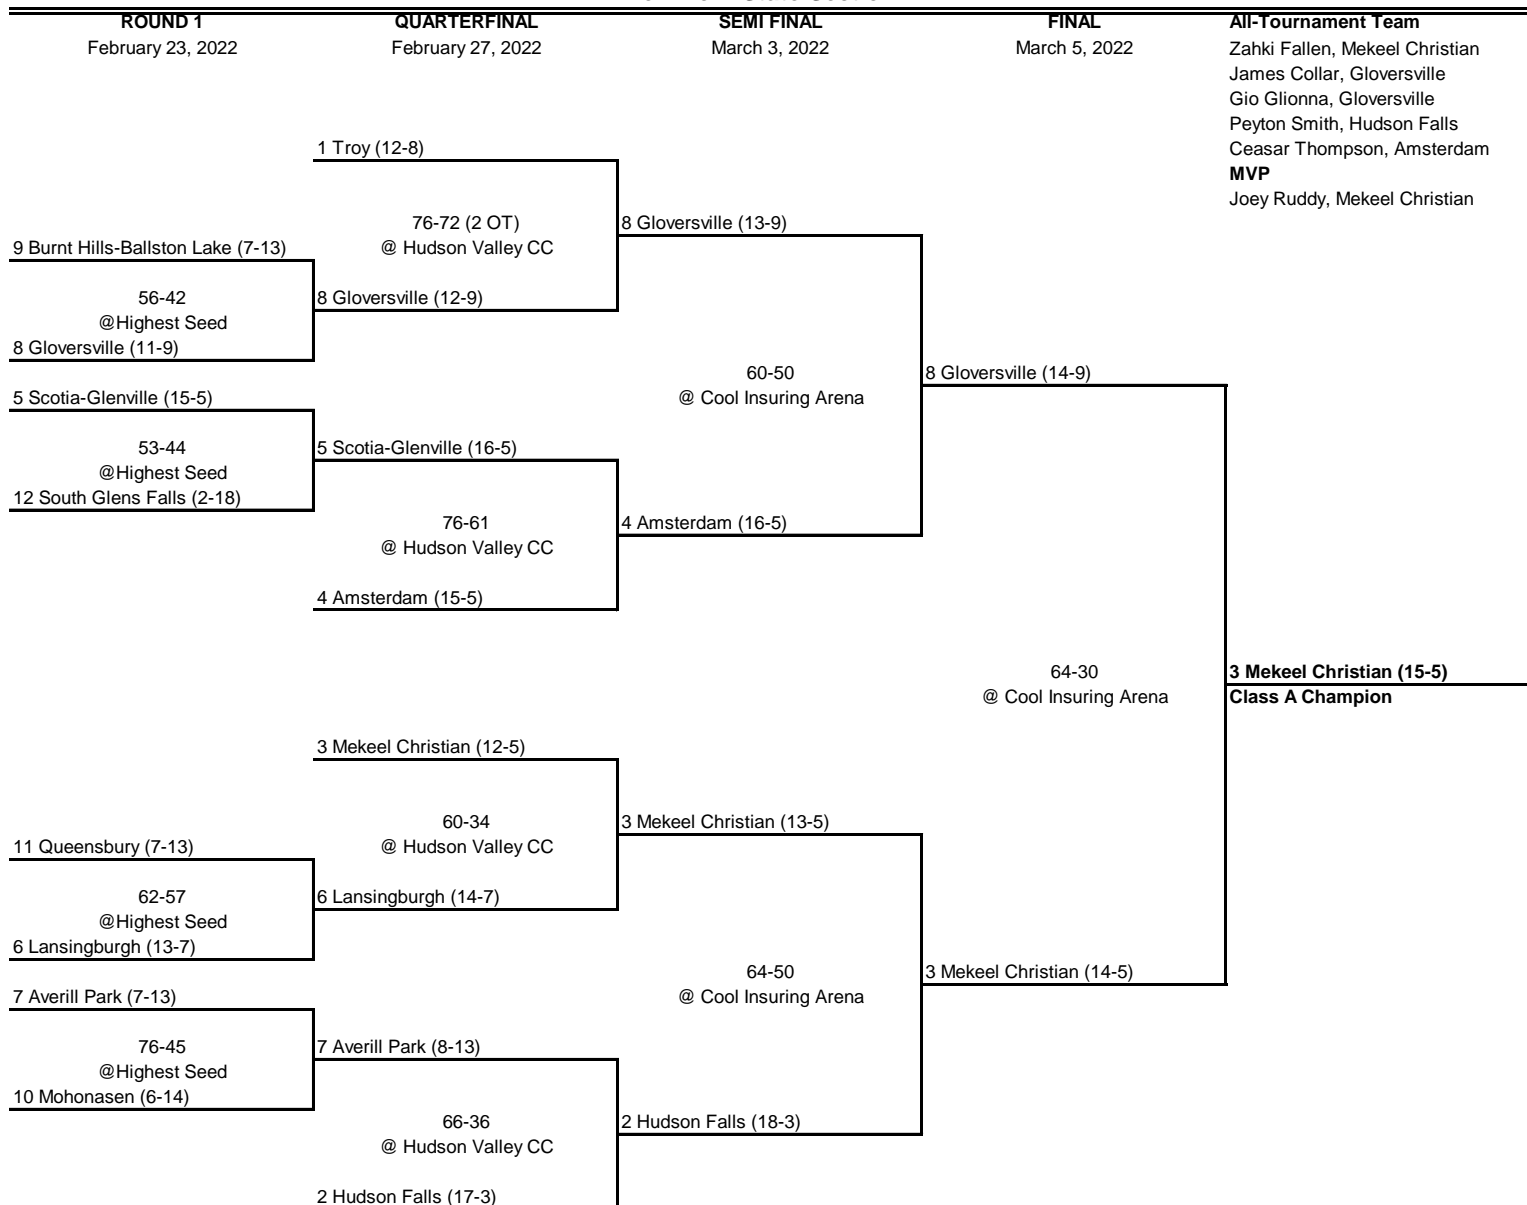 ROUND 1 QUARTERFINAL SEMI FINAL FINAL All-Tournament Team
February 23, 2022 February 27, 2022 March 3, 2022 March 5, 2022 Zahki Fallen, Mekeel Christian
James Collar, Gloversville
Gio Glionna, Gloversville
Peyton Smith, Hudson Falls
1 Troy (12-8) Ceasar Thompson, Amsterdam
MVP
Joey Ruddy, Mekeel Christian
76-72 (2 OT) 8 Gloversville (13-9)
9 Burnt Hills-Ballston Lake (7-13) @ Hudson Valley CC
56-42 8 Gloversville (12-9)
@Highest Seed
8 Gloversville (11-9)
60-50 8 Gloversville (14-9)
5 Scotia-Glenville (15-5) @ Cool Insuring Arena
53-44 5 Scotia-Glenville (16-5)
@Highest Seed
12 South Glens Falls (2-18)
76-61 4 Amsterdam (16-5)
@ Hudson Valley CC
4 Amsterdam (15-5)
64-30 3 Mekeel Christian (15-5)
@ Cool Insuring Arena Class A Champion
3 Mekeel Christian (12-5)
60-34 3 Mekeel Christian (13-5)
11 Queensbury (7-13) @ Hudson Valley CC
62-57 6 Lansingburgh (14-7)
@Highest Seed
6 Lansingburgh (13-7)
64-50 3 Mekeel Christian (14-5)
7 Averill Park (7-13) @ Cool Insuring Arena
76-45 7 Averill Park (8-13)
@Highest Seed
10 Mohonasen (6-14)
66-36 2 Hudson Falls (18-3)
@ Hudson Valley CC
2 Hudson Falls (17-3)